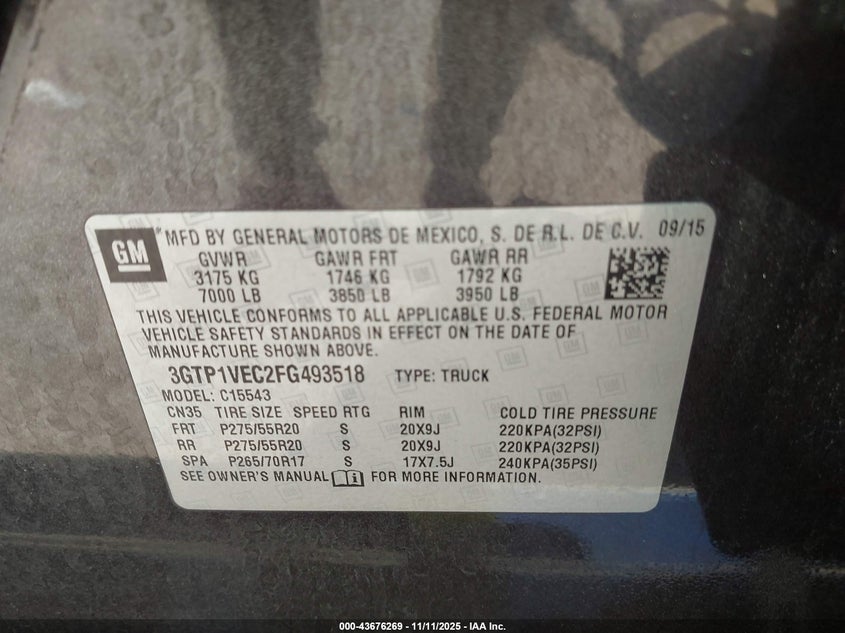 GM
MFD BY GENERAL MOTORS DE MEXICO, S. DE R.L. DE C.V. 09/15
GVWR GAWR FRT GAWR RR
3175 KG 1746 KG 1792 KG
7000 LB 3850 LB 3950 LB
THIS VEHICLE CONFORMS TO ALL APPLICABLE U.S. FEDERAL MOTOR
VEHICLE SAFETY STANDARDS IN EFFECT ON THE DATE OF
MANUFACTURE SHOWN ABOVE.
3GTP1VEC2FG493518 TYPE: TRUCK
MODEL: C15543
CN35 TIRE SIZE SPEED RTG RIM COLD TIRE PRESSURE
FRT P275/55R20 S 20X9J 220KPA(32PSI)
RR P275/55R20 S 20X9J 220KPA(32PSI)
SPA P265/70R17 S 17X7.5J 240KPA(35PSI)
SEE OWNER'S MANUAL FOR MORE INFORMATION.
000-43676269 - 11/11/2025 - IAA Inc.